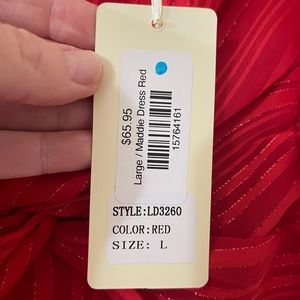 $65.95
Large / Maddie Dress Red
15764161
STYLE:LD3260
COLOR:RED
SIZE: L